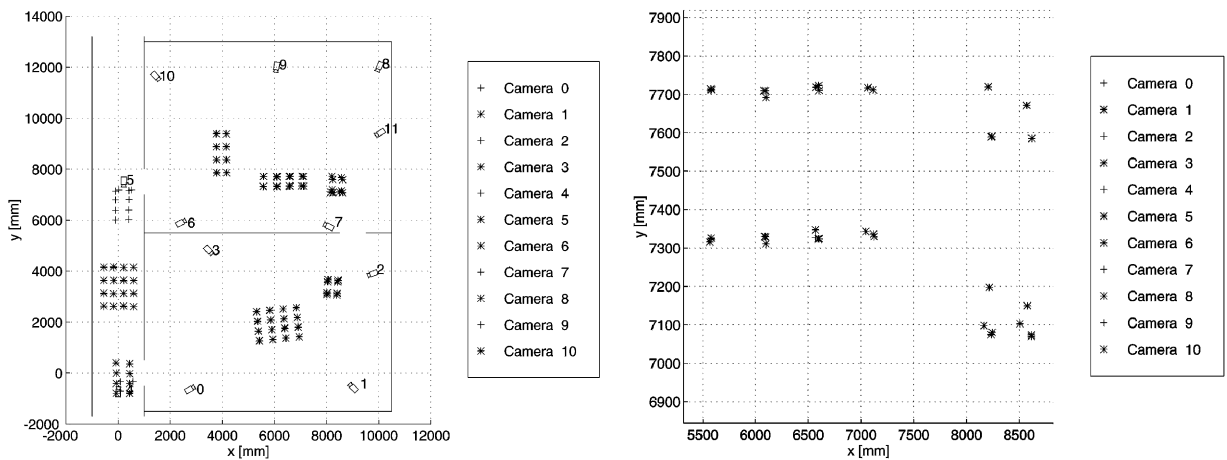 14000
12000
10000
8000
6000
4000
2000
0
-2000
y [mm]
-2000 0 2000 4000 6000 8000 10000 12000
x [mm]
10
9
8
11
5
6
7
3
2
4
0
1
Camera 0
Camera 1
Camera 2
Camera 3
Camera 4
Camera 5
Camera 6
Camera 7
Camera 8
Camera 9
Camera 10
7900
7800
7700
7600
7500
7400
7300
7200
7100
7000
6900
y [mm]
5500 6000 6500 7000 7500 8000 8500
x [mm]
Camera 0
Camera 1
Camera 2
Camera 3
Camera 4
Camera 5
Camera 6
Camera 7
Camera 8
Camera 9
Camera 10